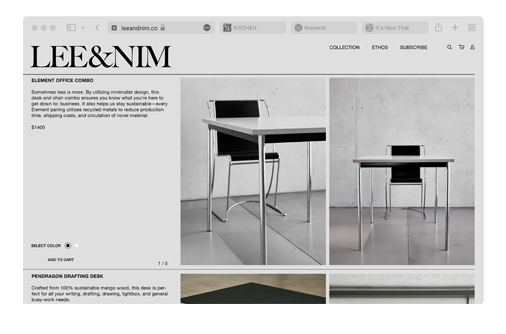 leeandnim.co
KITCHEN
Monocle
It's Nice That
LEE&NIM
COLLECTION ETHOS SUBSCRIBE
ELEMENT OFFICE COMBO
Sometimes less is more. By utilizing minimalist design, this
desk and chair combo ensures you know what you're here to
get down to: business. It also helps us stay sustainable—every
Element pairing utilizes recycled metals to reduce production
time, shipping costs, and circulation of novel material.
$1400
SELECT COLOR
ADD TO CART
1 / 5
PENDRAGON DRAFTING DESK
Crafted from 100% sustainable mango wood, this desk is per-
fect for all your writing, drafting, drawing, lightbox, and general
busy-work needs.